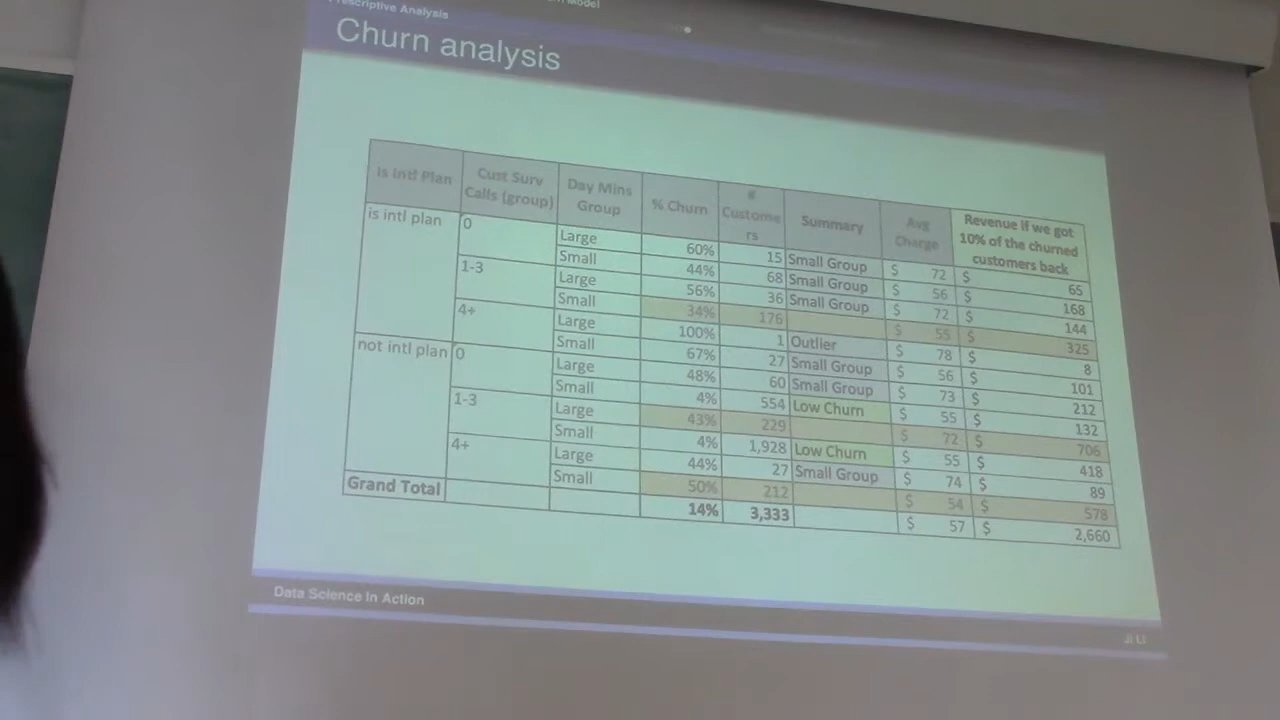 Prescriptive Analysis
Model
Churn analysis
Is Intl Plan Cust Surv Calls (group) Day Mins Group % Churn # Customers Summary Avg Charge Revenue if we got 10% of the churned customers back
is intl plan 0 Large 60% 15 Small Group $ 72 $ 65
Small 44% 68 Small Group $ 56 $ 168
1-3 Large 56% 36 Small Group $ 72 $ 144
Small 34% 176 $ 55 $ 325
4+ Large 100% 1 Outlier $ 78 $ 8
Small 67% 27 Small Group $ 56 $ 101
not intl plan 0 Large 48% 60 Small Group $ 73 $ 212
Small 4% 554 Low Churn $ 55 $ 132
1-3 Large 43% 229 $ 72 $ 706
Small 4% 1,928 Low Churn $ 55 $ 418
4+ Large 44% 27 Small Group $ 74 $ 89
Small 50% 212 $ 54 $ 578
Grand Total 14% 3,333 $ 57 $ 2,660
Data Science in Action